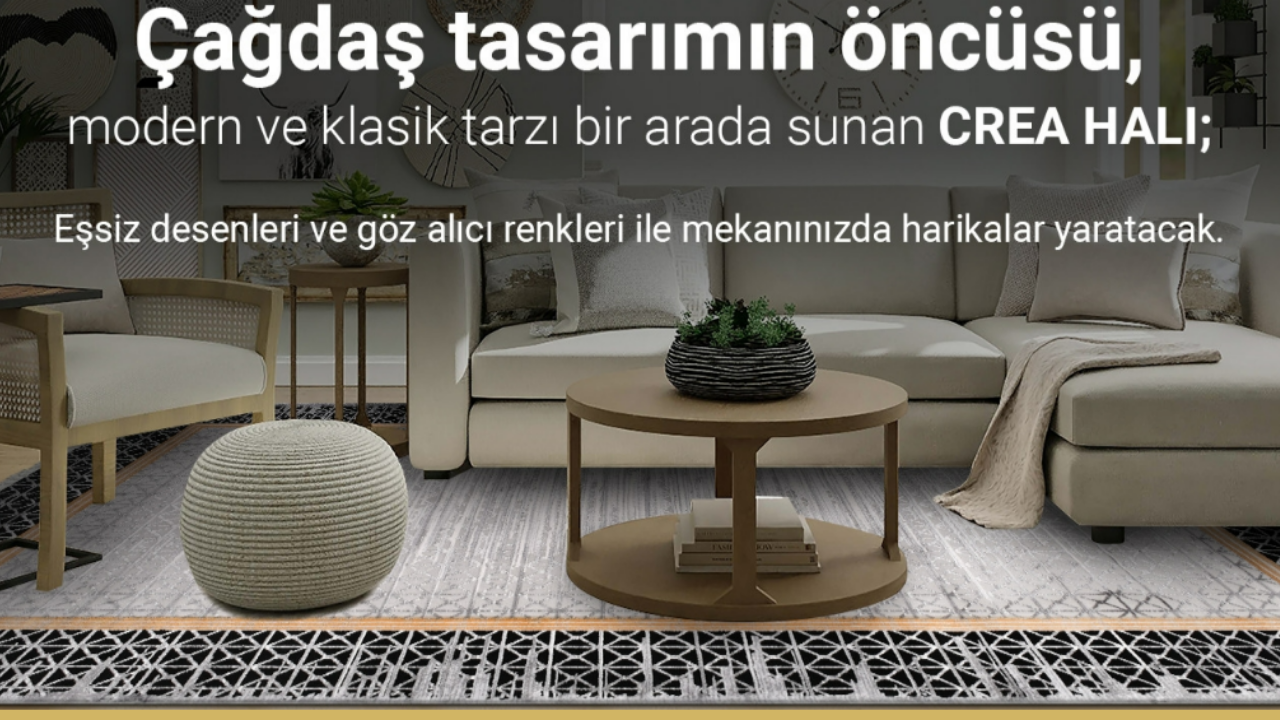 Çağdaş tasarımın öncüsü,
modern ve klasik tarzı bir arada sunan CREA HALI;
Eşsiz desenleri ve göz alıcı renkleri ile mekanınızda harikalar yaratacak.
6